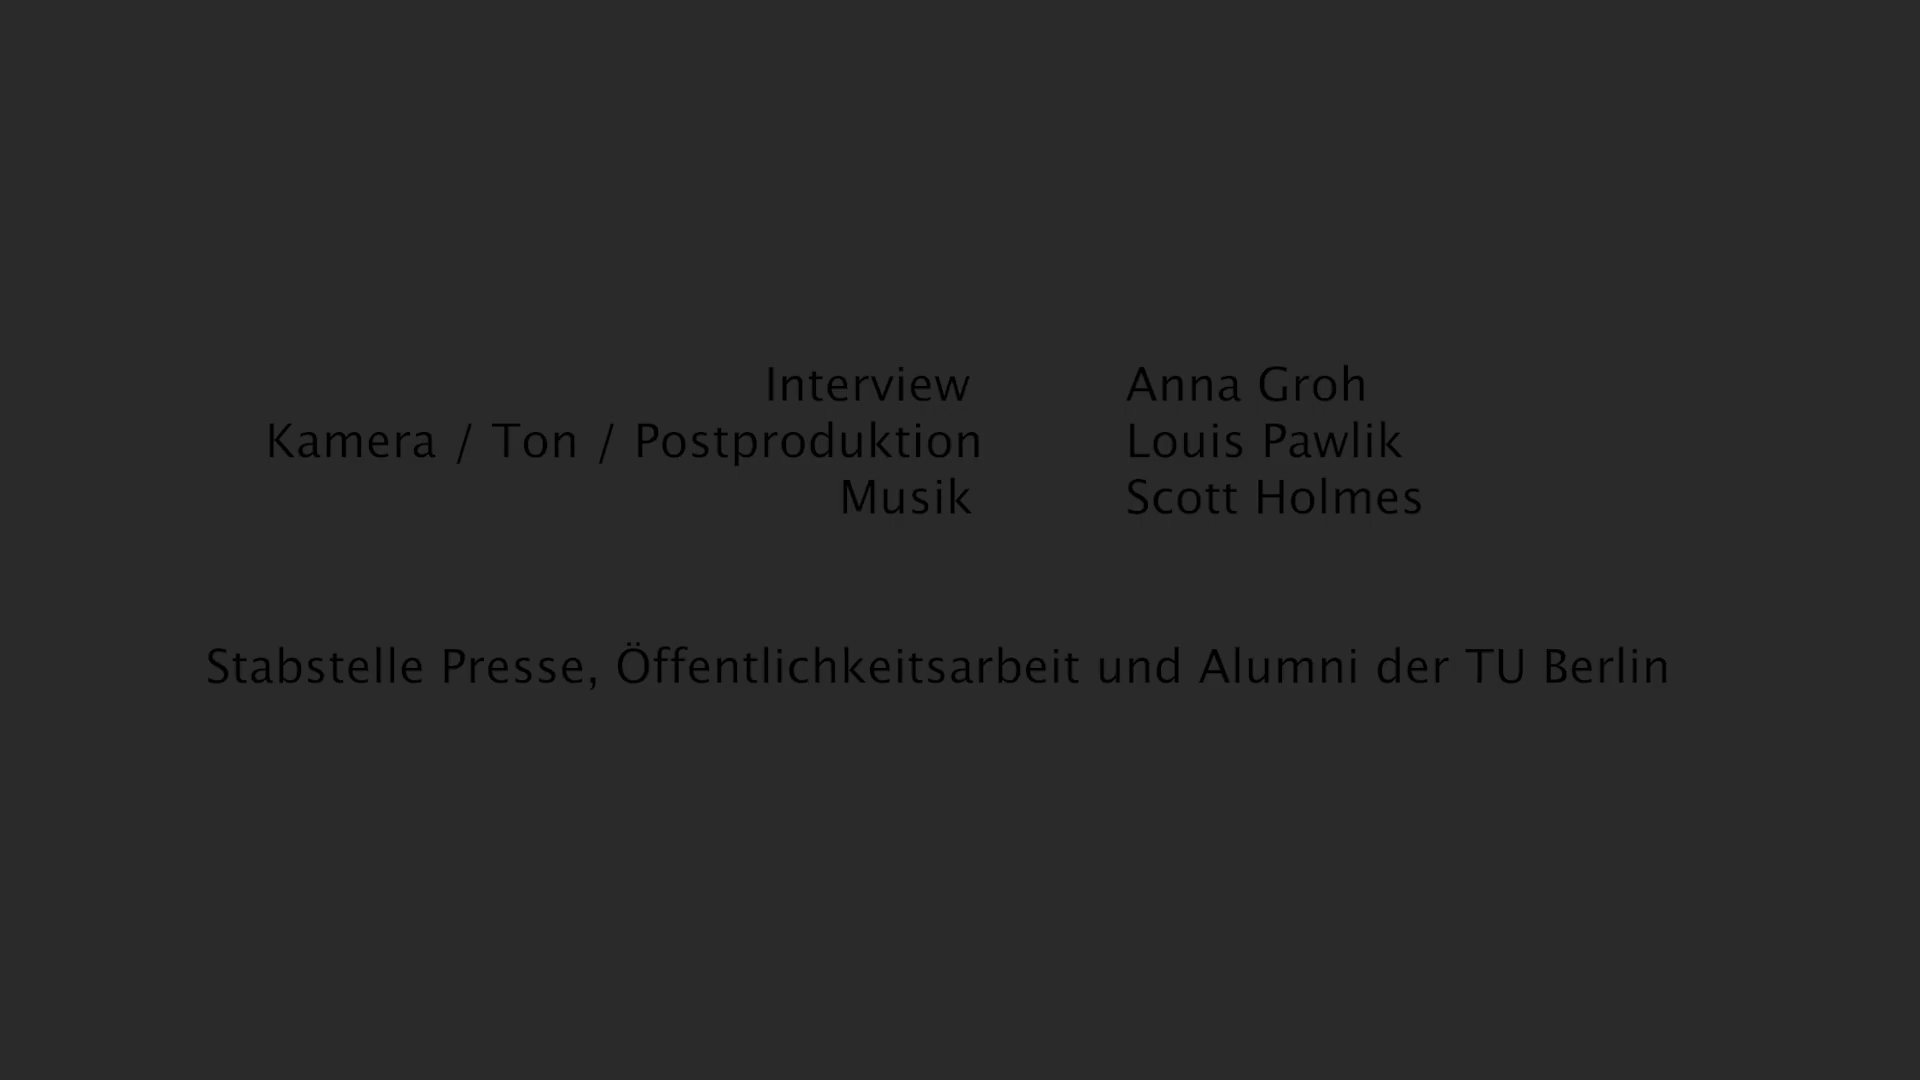 Interview Anna Groh
Kamera / Ton / Postproduktion Louis Pawlik
Musik Scott Holmes
Stabstelle Presse, Öffentlichkeitsarbeit und Alumni der TU Berlin